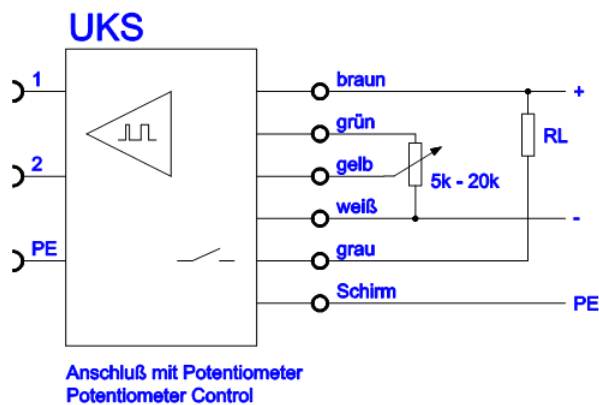 UKS
1
braun
+
grün
RL
2
gelb
5k - 20k
weiß
-
PE
grau
Schirm
PE
Anschluß mit Potentiometer
Potentiometer Control